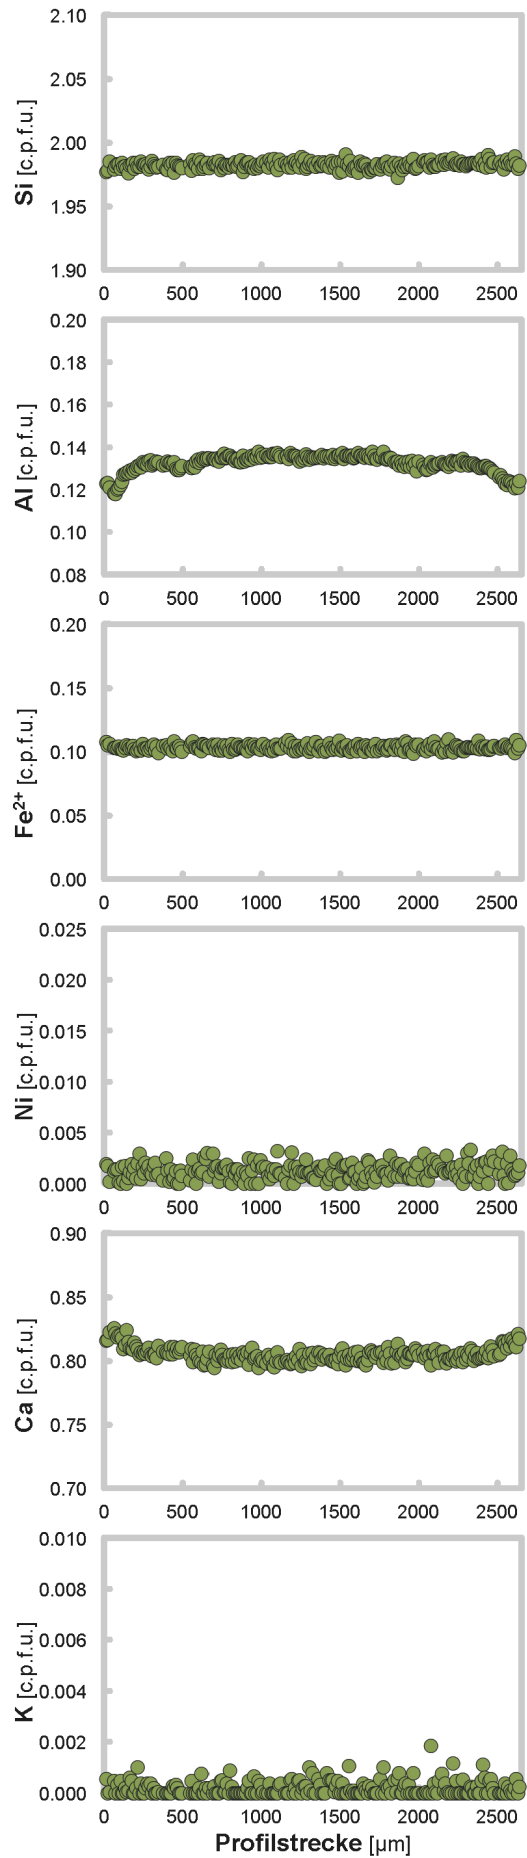 2.10
2.05
2.00
1.95
1.90
Si [c.p.f.u.]
0 500 1000 1500 2000 2500
0.20
0.18
0.16
0.14
0.12
0.10
0.08
Al [c.p.f.u.]
0 500 1000 1500 2000 2500
0.20
0.15
0.10
0.05
0.00
Fe²⁺ [c.p.f.u.]
0 500 1000 1500 2000 2500
0.025
0.020
0.015
0.010
0.005
0.000
Ni [c.p.f.u.]
0 500 1000 1500 2000 2500
0.90
0.85
0.80
0.75
0.70
Ca [c.p.f.u.]
0 500 1000 1500 2000 2500
0.010
0.008
0.006
0.004
0.002
0.000
K [c.p.f.u.]
0 500 1000 1500 2000 2500
Profilstrecke [µm]